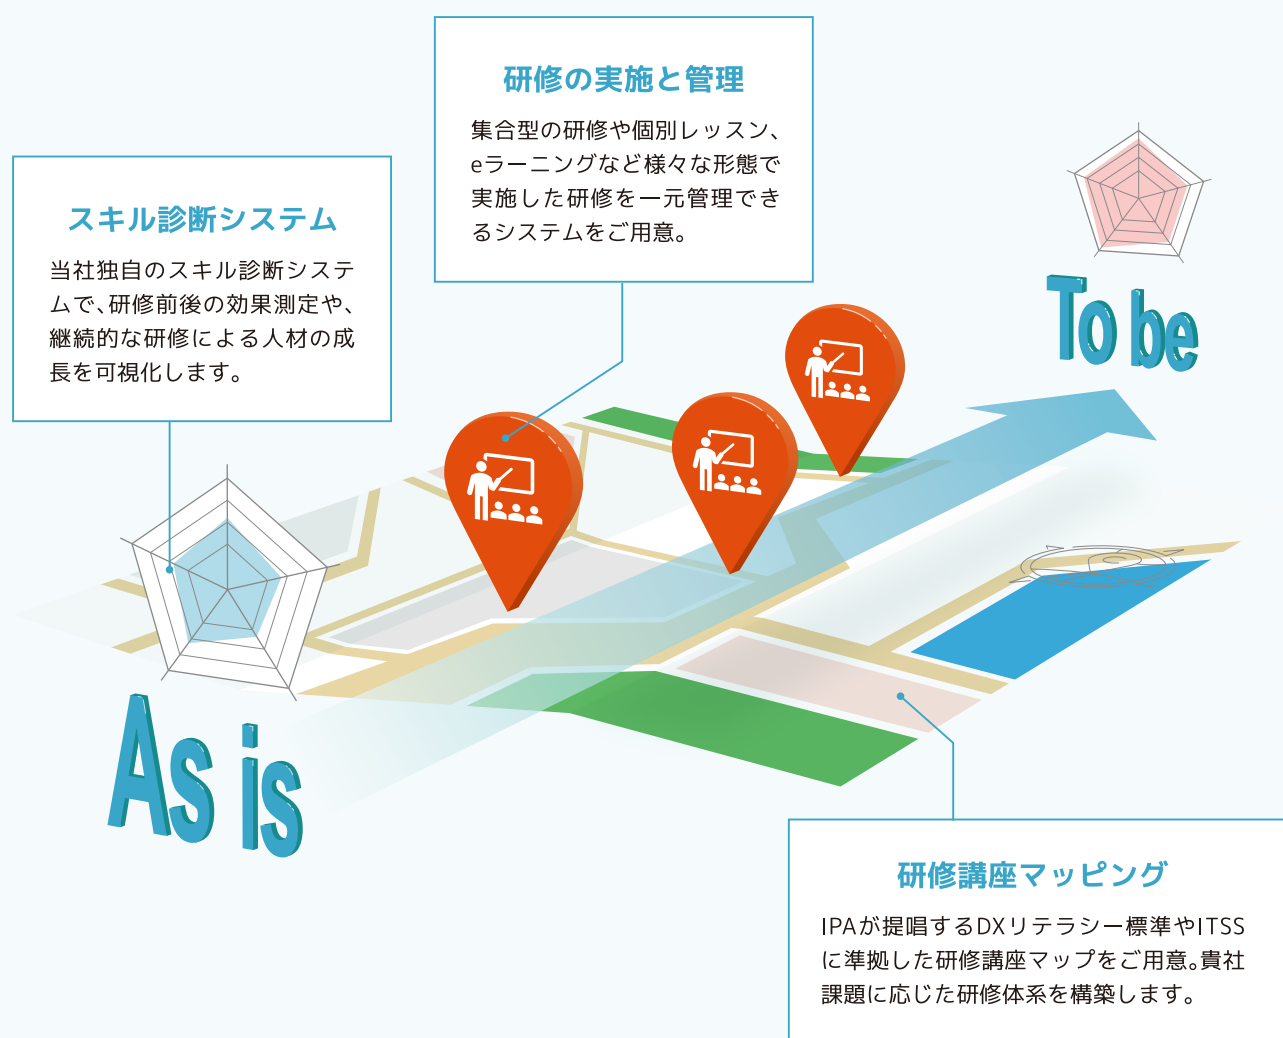 研修の実施と管理
集合型の研修や個別レッスン、
eラーニングなど様々な形態で
実施した研修を一元管理でき
るシステムをご用意。
スキル診断システム
当社独自のスキル診断システ
ムで、研修前後の効果測定や、
継続的な研修による人材の成
長を可視化します。
To be
As is
研修講座マッピング
IPAが提唱するDXリテラシー標準やITSS
に準拠した研修講座マップをご用意。貴社
課題に応じた研修体系を構築します。